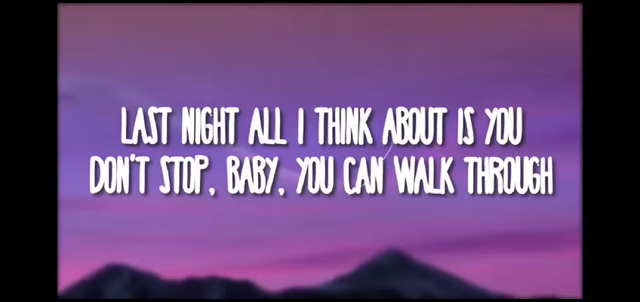 LAST NIGHT ALL I THINK ABOUT IS YOU
DON'T STOP, BABY, YOU CAN WALK THROUGH